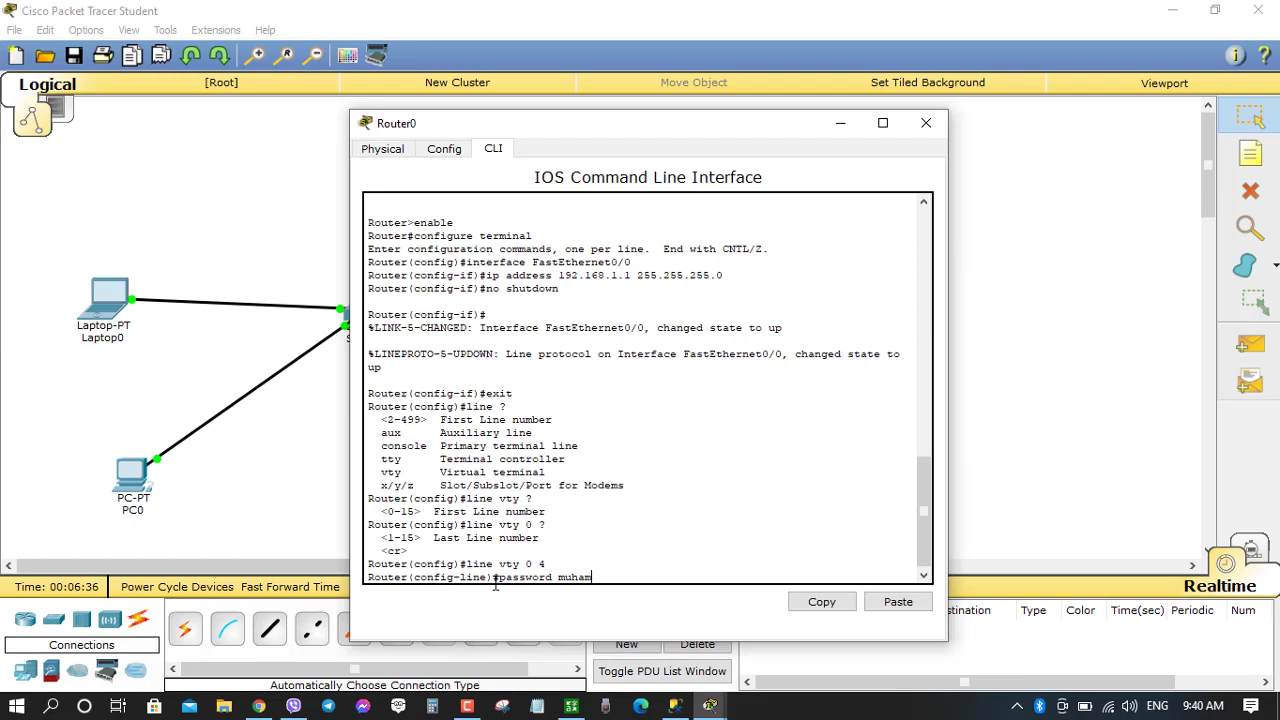 Cisco Packet Tracer Student
File Edit Options View Tools Extensions Help
Logical
[Root]
New Cluster
Move Object
Set Tiled Background
Viewport
Laptop-PT
Laptop0
PC-PT
PC0
Router0
Physical Config CLI
IOS Command Line Interface
Router>enable
Router#configure terminal
Enter configuration commands, one per line. End with CNTL/Z.
Router(config)#interface FastEthernet0/0
Router(config-if)#ip address 192.168.1.1 255.255.255.0
Router(config-if)#no shutdown
Router(config-if)#
%LINK-5-CHANGED: Interface FastEthernet0/0, changed state to up
%LINEPROTO-5-UPDOWN: Line protocol on Interface FastEthernet0/0, changed state to
up
Router(config-if)#exit
Router(config)#line ?
<2-499> First Line number
aux Auxiliary line
console Primary terminal line
tty Terminal controller
vty Virtual terminal
x/y/z Slot/Subslot/Port for Modems
Router(config)#line vty ?
<0-15> First Line number
Router(config)#line vty 0 ?
<1-15> Last Line number
<cr>
Router(config)#line vty 0 4
Router(config-line)#password muham
Copy Paste
Time: 00:06:36 Power Cycle Devices Fast Forward Time
Realtime
Connections
Automatically Choose Connection Type
New Delete
Toggle PDU List Window
stination Type Color Time(sec) Periodic Num
ENG 9:40 AM